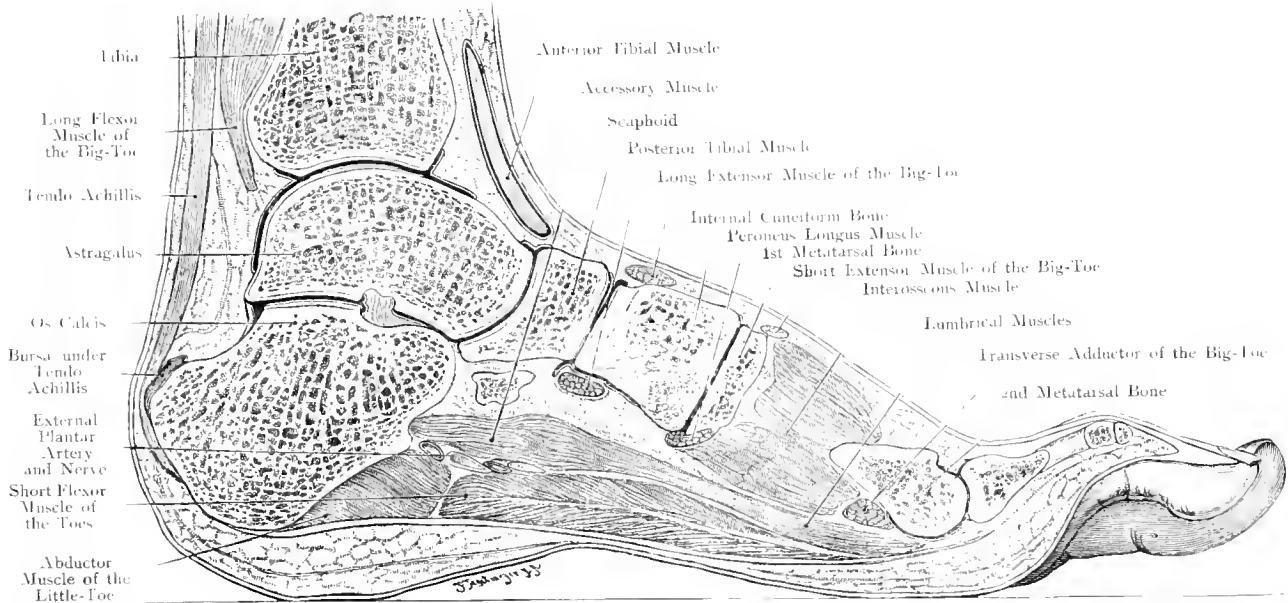 Tibia
Long Flexor
Muscle of
the Big-Toe
Tendo Achillis
Astragalus
Os Calcis
Bursa under
Tendo
Achillis
External
Plantar
Artery
and Nerve
Short Flexor
Muscle of
the Toes
Abductor
Muscle of the
Little-Toe
Anterior Tibial Muscle
Accessory Muscle
Scaphoid
Posterior Tibial Muscle
Long Extensor Muscle of the Big-Toe
Internal Cuneiform Bone
Peroneus Longus Muscle
1st Metatarsal Bone
Short Extensor Muscle of the Big-Toe
Interosseous Muscle
Lumbrical Muscles
Transverse Adductor of the Big-Toe
2nd Metatarsal Bone